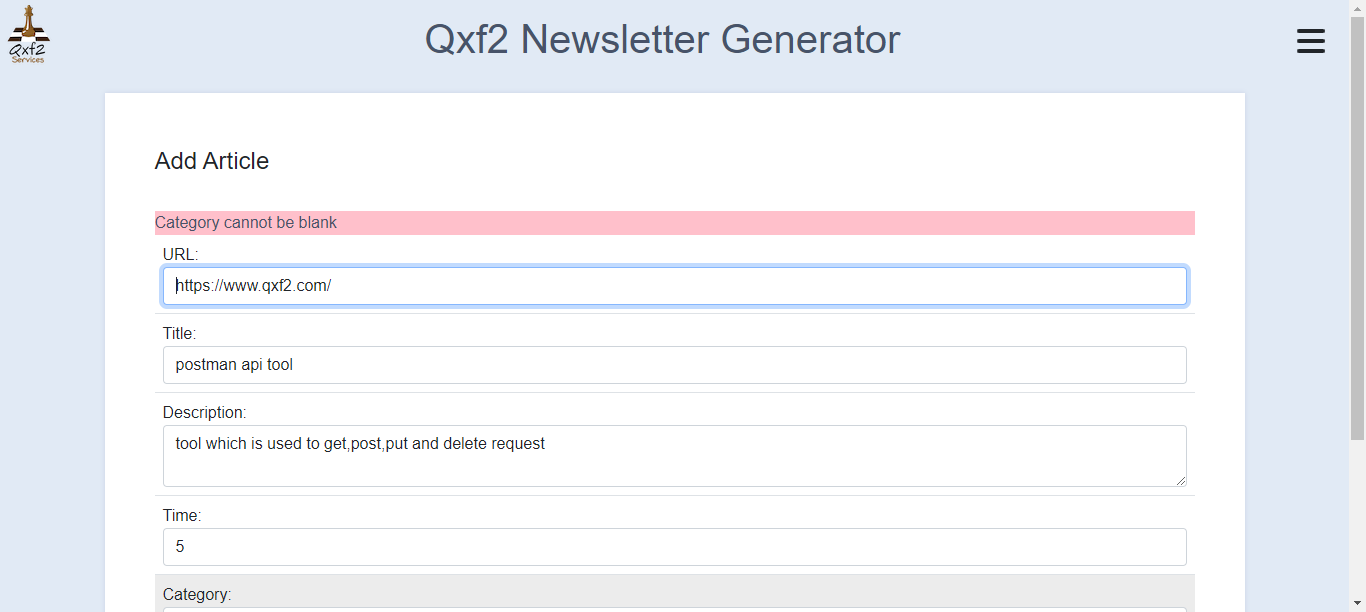 Qxf2
Services
Qxf2 Newsletter Generator
Add Article
Category cannot be blank
URL:
https://www.qxf2.com/
Title:
postman api tool
Description:
tool which is used to get,post,put and delete request
Time:
5
Category: